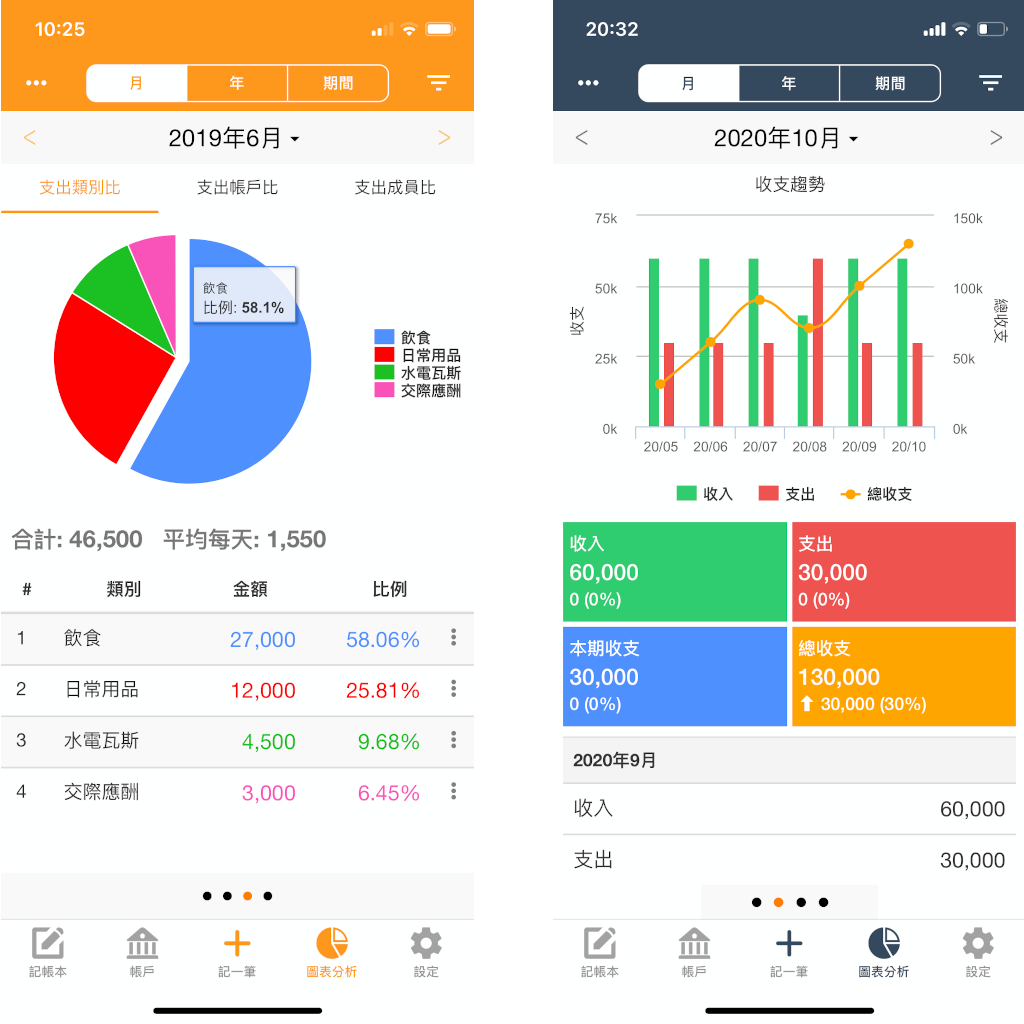 10:25
月 年 期間
< 2019年6月 >
支出類別比 支出帳戶比 支出成員比
飲食
比例: 58.1%
飲食
日常用品
水電瓦斯
交際應酬
合計: 46,500 平均每天: 1,550
# 類別 金額 比例
1 飲食 27,000 58.06%
2 日常用品 12,000 25.81%
3 水電瓦斯 4,500 9.68%
4 交際應酬 3,000 6.45%
記帳本 帳戶 記一筆 圖表分析 設定
20:32
月 年 期間
< 2020年10月 >
收支趨勢
75k 150k
50k 100k
收支 總收支
25k 50k
0k 0k
20/05 20/06 20/07 20/08 20/09 20/10
收入 支出 總收支
收入
60,000
0 (0%)
支出
30,000
0 (0%)
本期收支
30,000
0 (0%)
總收支
130,000
30,000 (30%)
2020年9月
收入 60,000
支出 30,000
記帳本 帳戶 記一筆 圖表分析 設定